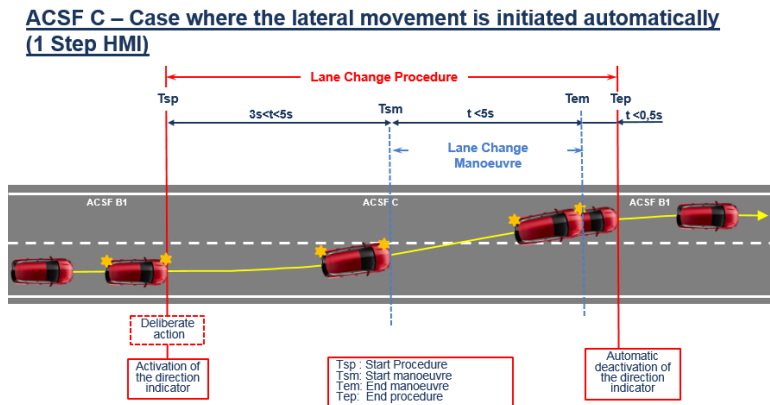 ACSF C – Case where the lateral movement is initiated automatically
(1 Step HMI)
Lane Change Procedure
Tsp
Tsm
Tem
Tep
3s<t<5s
t <5s
t <0,5s
Lane Change
Manoeuvre
ACSF B1
ACSF C
ACSF B1
Deliberate
action
Activation of
the direction
indicator
Tsp : Start Procedure
Tsm: Start manoeuvre
Tem: End manoeuvre
Tep: End procedure
Automatic
deactivation of
the direction
indicator